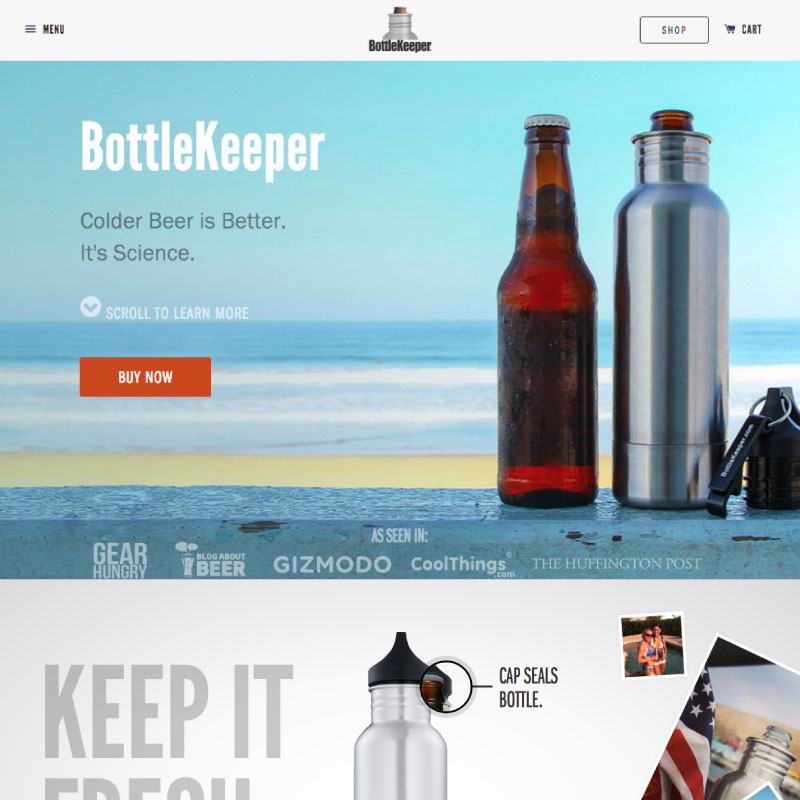 MENU
BottleKeeper
SHOP
CART
BottleKeeper
Colder Beer is Better.
It's Science.
SCROLL TO LEARN MORE
BUY NOW
BottleKeeper.com
AS SEEN IN:
GEAR
HUNGRY
BLOG ABOUT
BEER
GIZMODO
CoolThings
.com
THE HUFFINGTON POST
KEEP IT
FRESH
CAP SEALS
BOTTLE.